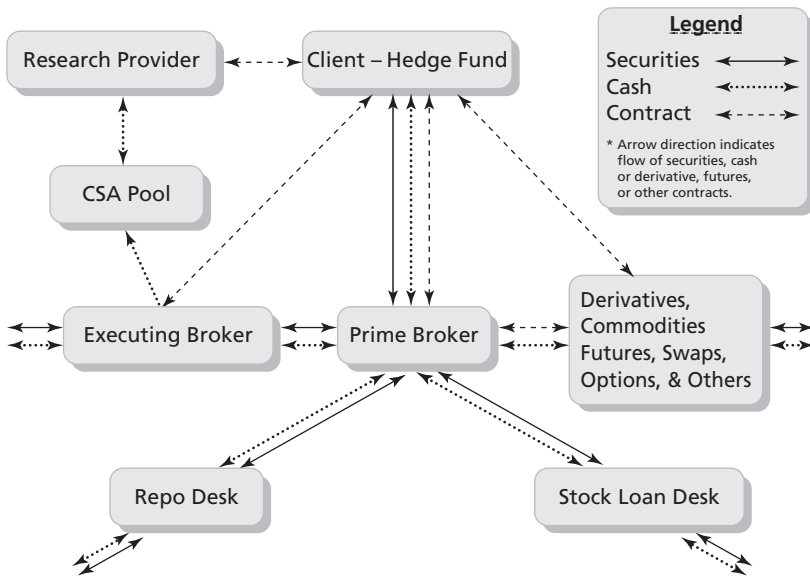 Legend
Research Provider
Client – Hedge Fund
Securities
Cash
Contract
* Arrow direction indicates
flow of securities, cash
or derivative, futures,
or other contracts.
CSA Pool
Executing Broker
Prime Broker
Derivatives,
Commodities
Futures, Swaps,
Options, & Others
Repo Desk
Stock Loan Desk